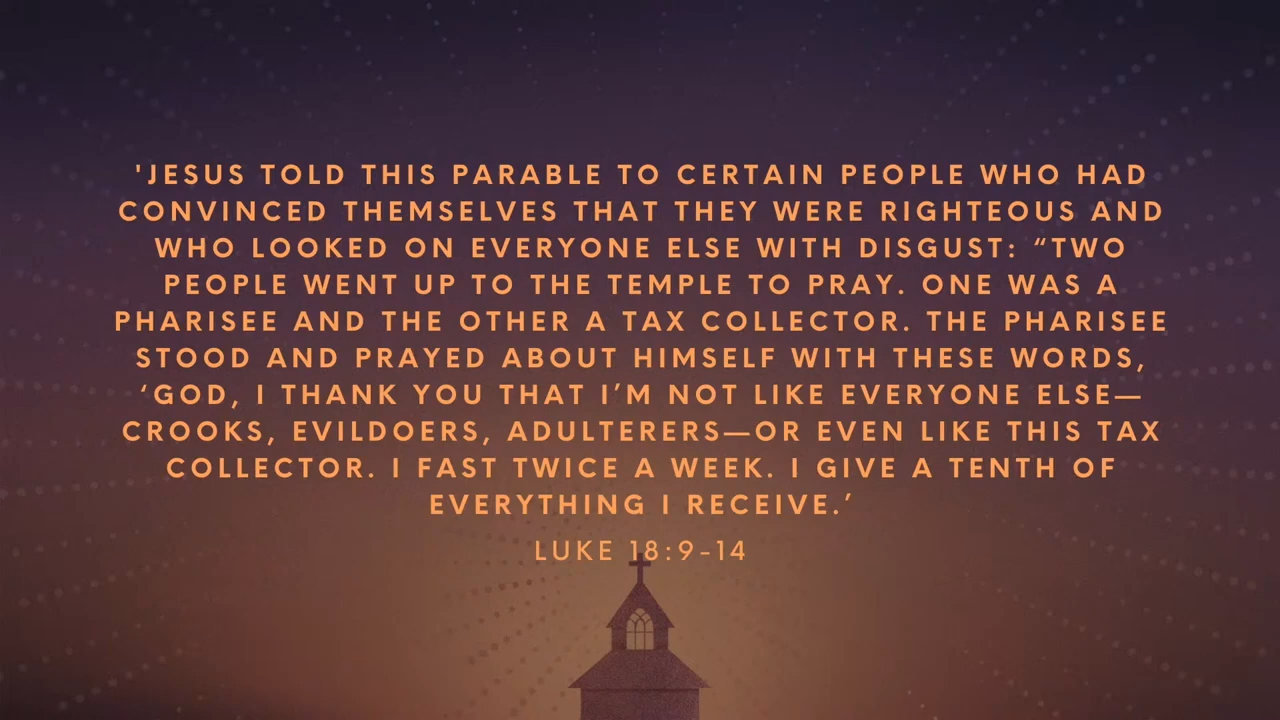 'JESUS TOLD THIS PARABLE TO CERTAIN PEOPLE WHO HAD
CONVINCED THEMSELVES THAT THEY WERE RIGHTEOUS AND
WHO LOOKED ON EVERYONE ELSE WITH DISGUST: “TWO
PEOPLE WENT UP TO THE TEMPLE TO PRAY. ONE WAS A
PHARISEE AND THE OTHER A TAX COLLECTOR. THE PHARISEE
STOOD AND PRAYED ABOUT HIMSELF WITH THESE WORDS,
‘GOD, I THANK YOU THAT I’M NOT LIKE EVERYONE ELSE—
CROOKS, EVILDOERS, ADULTERERS—OR EVEN LIKE THIS TAX
COLLECTOR. I FAST TWICE A WEEK. I GIVE A TENTH OF
EVERYTHING I RECEIVE.’
LUKE 18:9-14